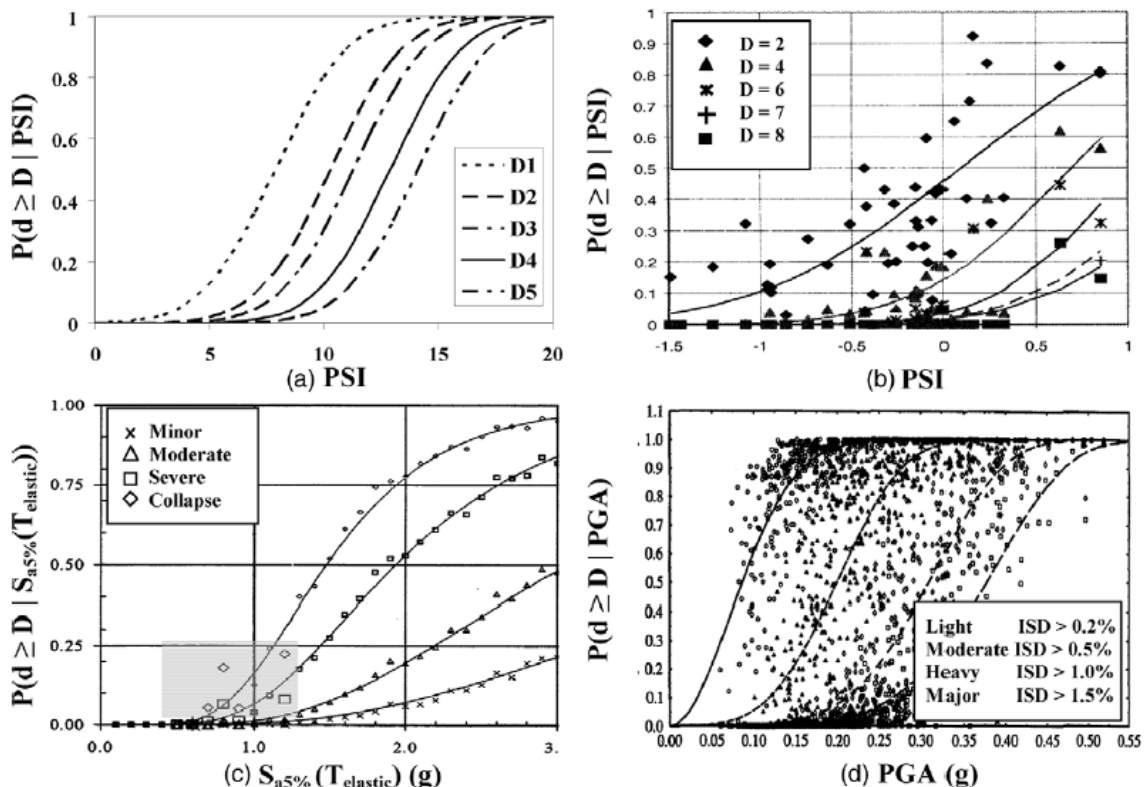 P(d ≥ D | PSI)
1
0.8
0.6
0.4
0.2
0
D1
D2
D3
D4
D5
0 5 10 15 20
(a) PSI
P(d ≥ D | PSI)
1
0.9
0.8
0.7
0.6
0.5
0.4
0.3
0.2
0.1
0
D = 2
D = 4
D = 6
D = 7
D = 8
-1.5 -1 -0.5 0 0.5 1
(b) PSI
P(d ≥ D | Sa5%(Telastic))
1.00
0.75
0.50
0.25
0.00
Minor
Moderate
Severe
Collapse
0.0 1.0 2.0 3.
(c) Sa5% (Telastic) (g)
P(d ≥ D | PGA)
1.1
1.0
0.9
0.8
0.7
0.6
0.5
0.4
0.3
0.2
0.1
0.0
Light ISD > 0.2%
Moderate ISD > 0.5%
Heavy ISD > 1.0%
Major ISD > 1.5%
0.00 0.05 0.10 0.15 0.20 0.25 0.30 0.35 0.40 0.45 0.50 0.55
(d) PGA (g)